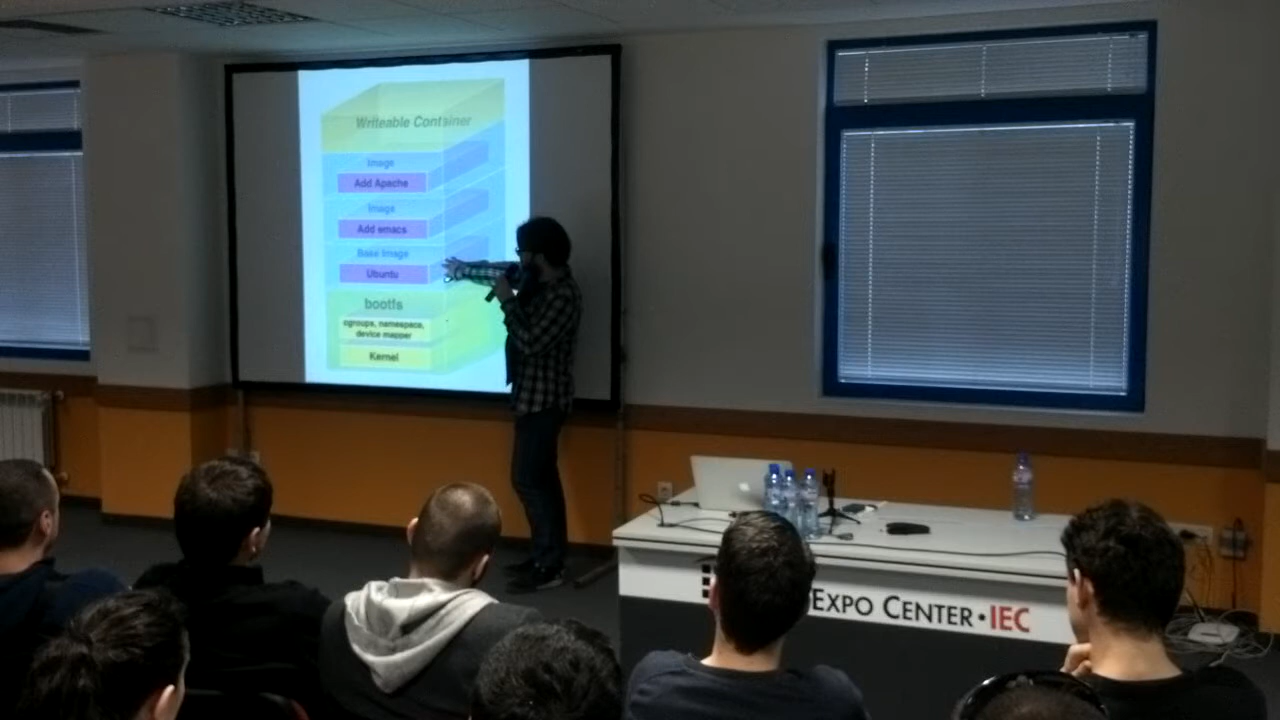 Writeable Container
Image
Add Apache
Image
Add emacs
Base Image
Ubuntu
bootfs
cgroups, namespace,
device mapper
Kernel
EXPO CENTER • IEC